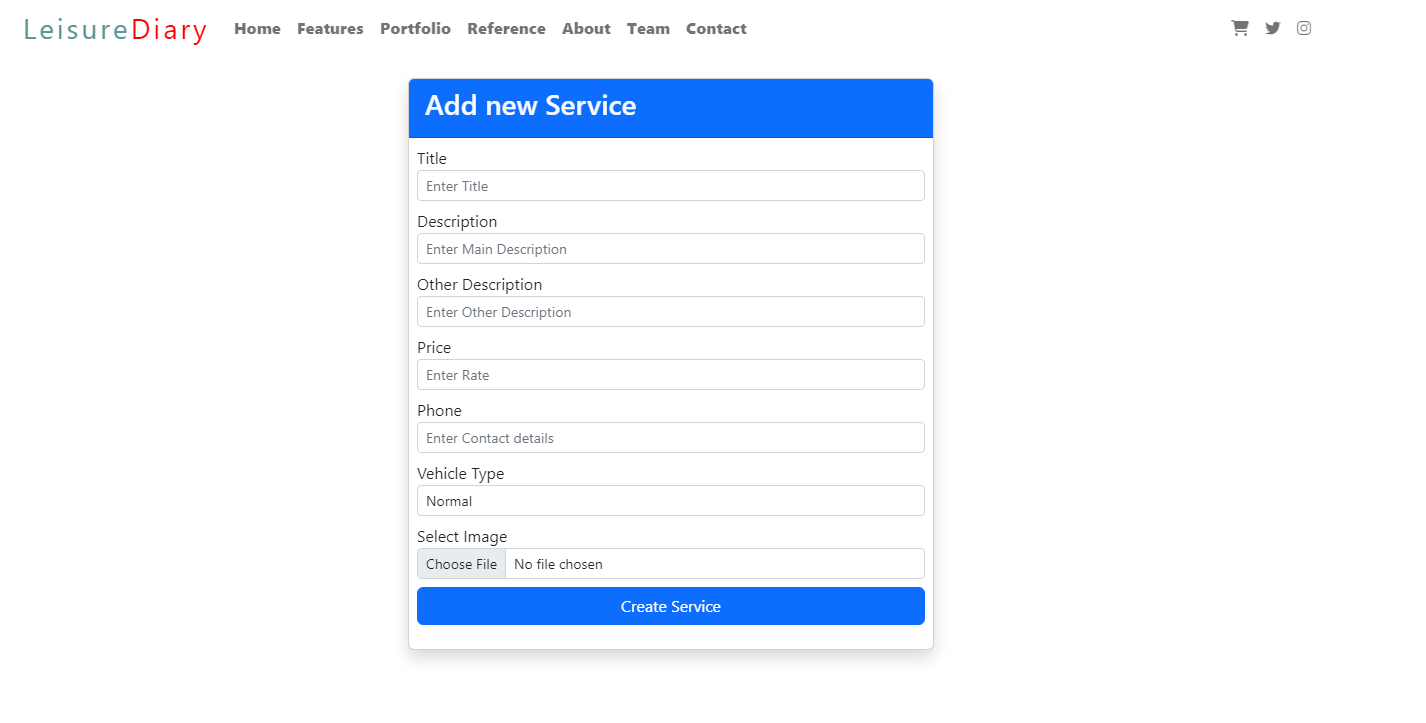 LeisureDiary Home Features Portfolio Reference About Team Contact
Add new Service
Title
Enter Title
Description
Enter Main Description
Other Description
Enter Other Description
Price
Enter Rate
Phone
Enter Contact details
Vehicle Type
Normal
Select Image
Choose File No file chosen
Create Service